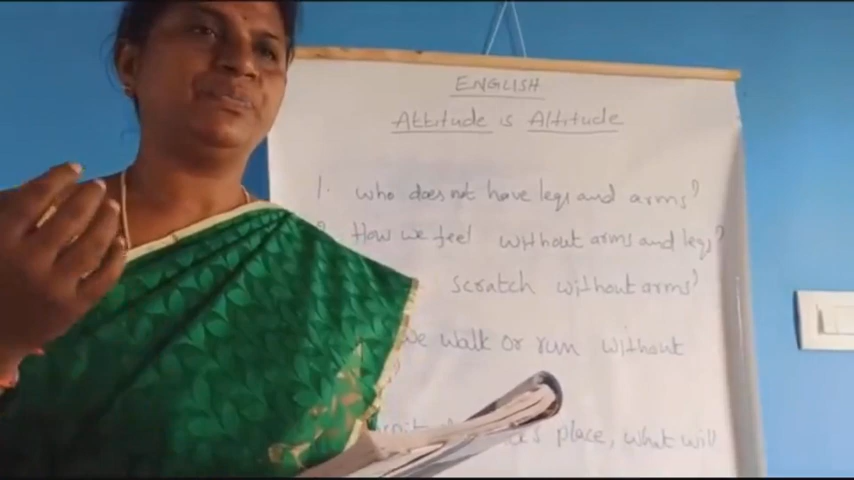 ENGLISH
Attitude is Altitude
1. who does not have legs and arms?
How we feel without arms and legs?
scratch without arms?
we walk or run without
place, what will